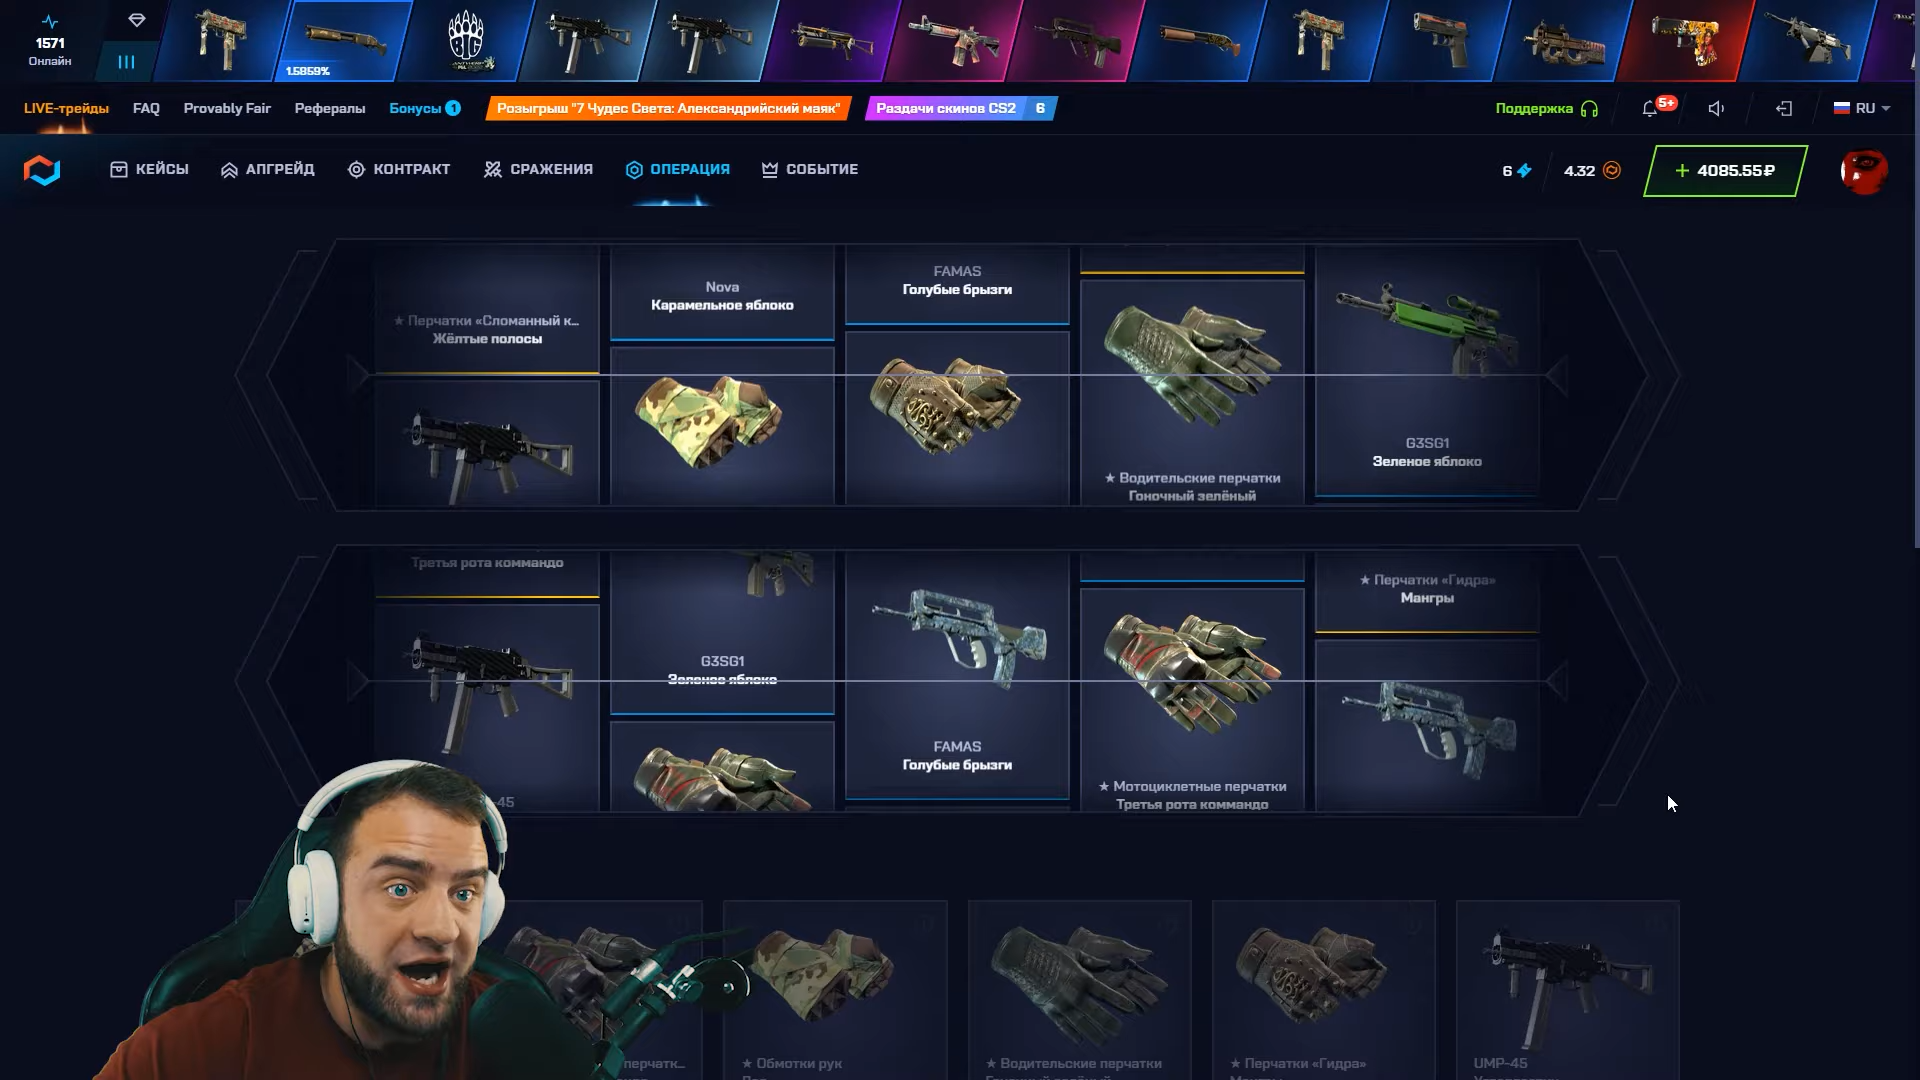 1571
Онлайн
1.5859%
LIVE-трейды
FAQ
Provably Fair
Рефералы
Бонусы 1
Розыгрыш "7 Чудес Света: Александрийский маяк"
Раздачи скинов CS2 6
Поддержка
5+
RU
КЕЙСЫ
АПГРЕЙД
КОНТРАКТ
СРАЖЕНИЯ
ОПЕРАЦИЯ
СОБЫТИЕ
6
4.32
+ 4085.55₽
★ Перчатки «Сломанный к...
Жёлтые полосы
Nova
Карамельное яблоко
FAMAS
Голубые брызги
★ Водительские перчатки
Гоночный зелёный
G3SG1
Зеленое яблоко
Третья рота коммандо
G3SG1
Зеленое яблоко
FAMAS
Голубые брызги
★ Мотоциклетные перчатки
Третья рота коммандо
★ Перчатки «Гидра»
Мангры
-45
перчатк...
★ Обмотки рук
★ Водительские перчатки
★ Перчатки «Гидра»
UMP-45